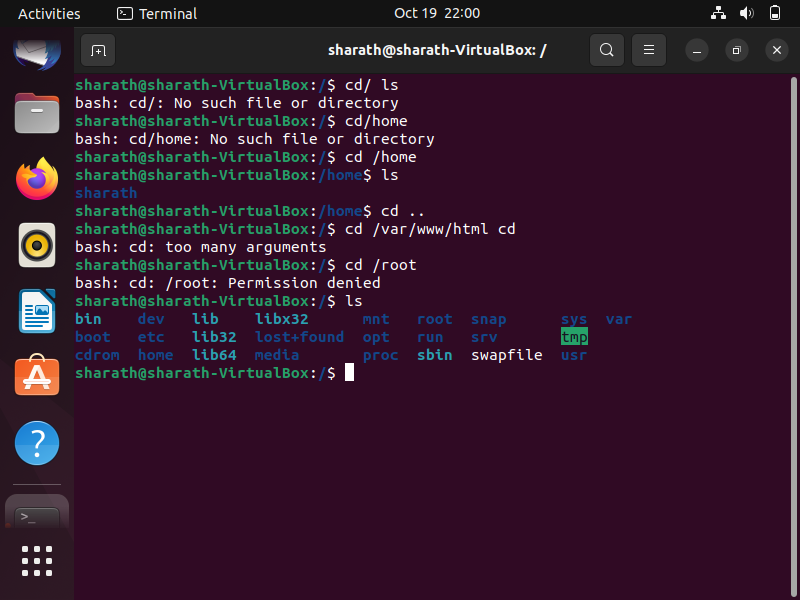 Activities Terminal Oct 19 22:00
sharath@sharath-VirtualBox: /
sharath@sharath-VirtualBox:/$ cd/ ls
bash: cd/: No such file or directory
sharath@sharath-VirtualBox:/$ cd/home
bash: cd/home: No such file or directory
sharath@sharath-VirtualBox:/$ cd /home
sharath@sharath-VirtualBox:/home$ ls
sharath
sharath@sharath-VirtualBox:/home$ cd ..
sharath@sharath-VirtualBox:/$ cd /var/www/html cd
bash: cd: too many arguments
sharath@sharath-VirtualBox:/$ cd /root
bash: cd: /root: Permission denied
sharath@sharath-VirtualBox:/$ ls
bin dev lib libx32 mnt root snap sys var
boot etc lib32 lost+found opt run srv tmp
cdrom home lib64 media proc sbin swapfile usr
sharath@sharath-VirtualBox:/$